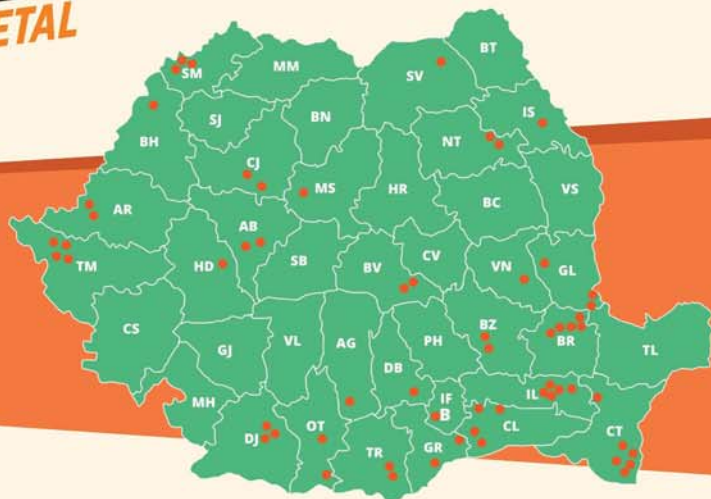 ETAL
BT
SM
MM
SV
IS
SJ
BN
NT
BH
CJ
MS
HR
BC
VS
AR
AB
TM
HD
SB
BV
CV
VN
GL
CS
GJ
VL
AG
DB
PH
BZ
BR
TL
MH
IF
B
IL
DJ
OT
TR
GR
CL
CT